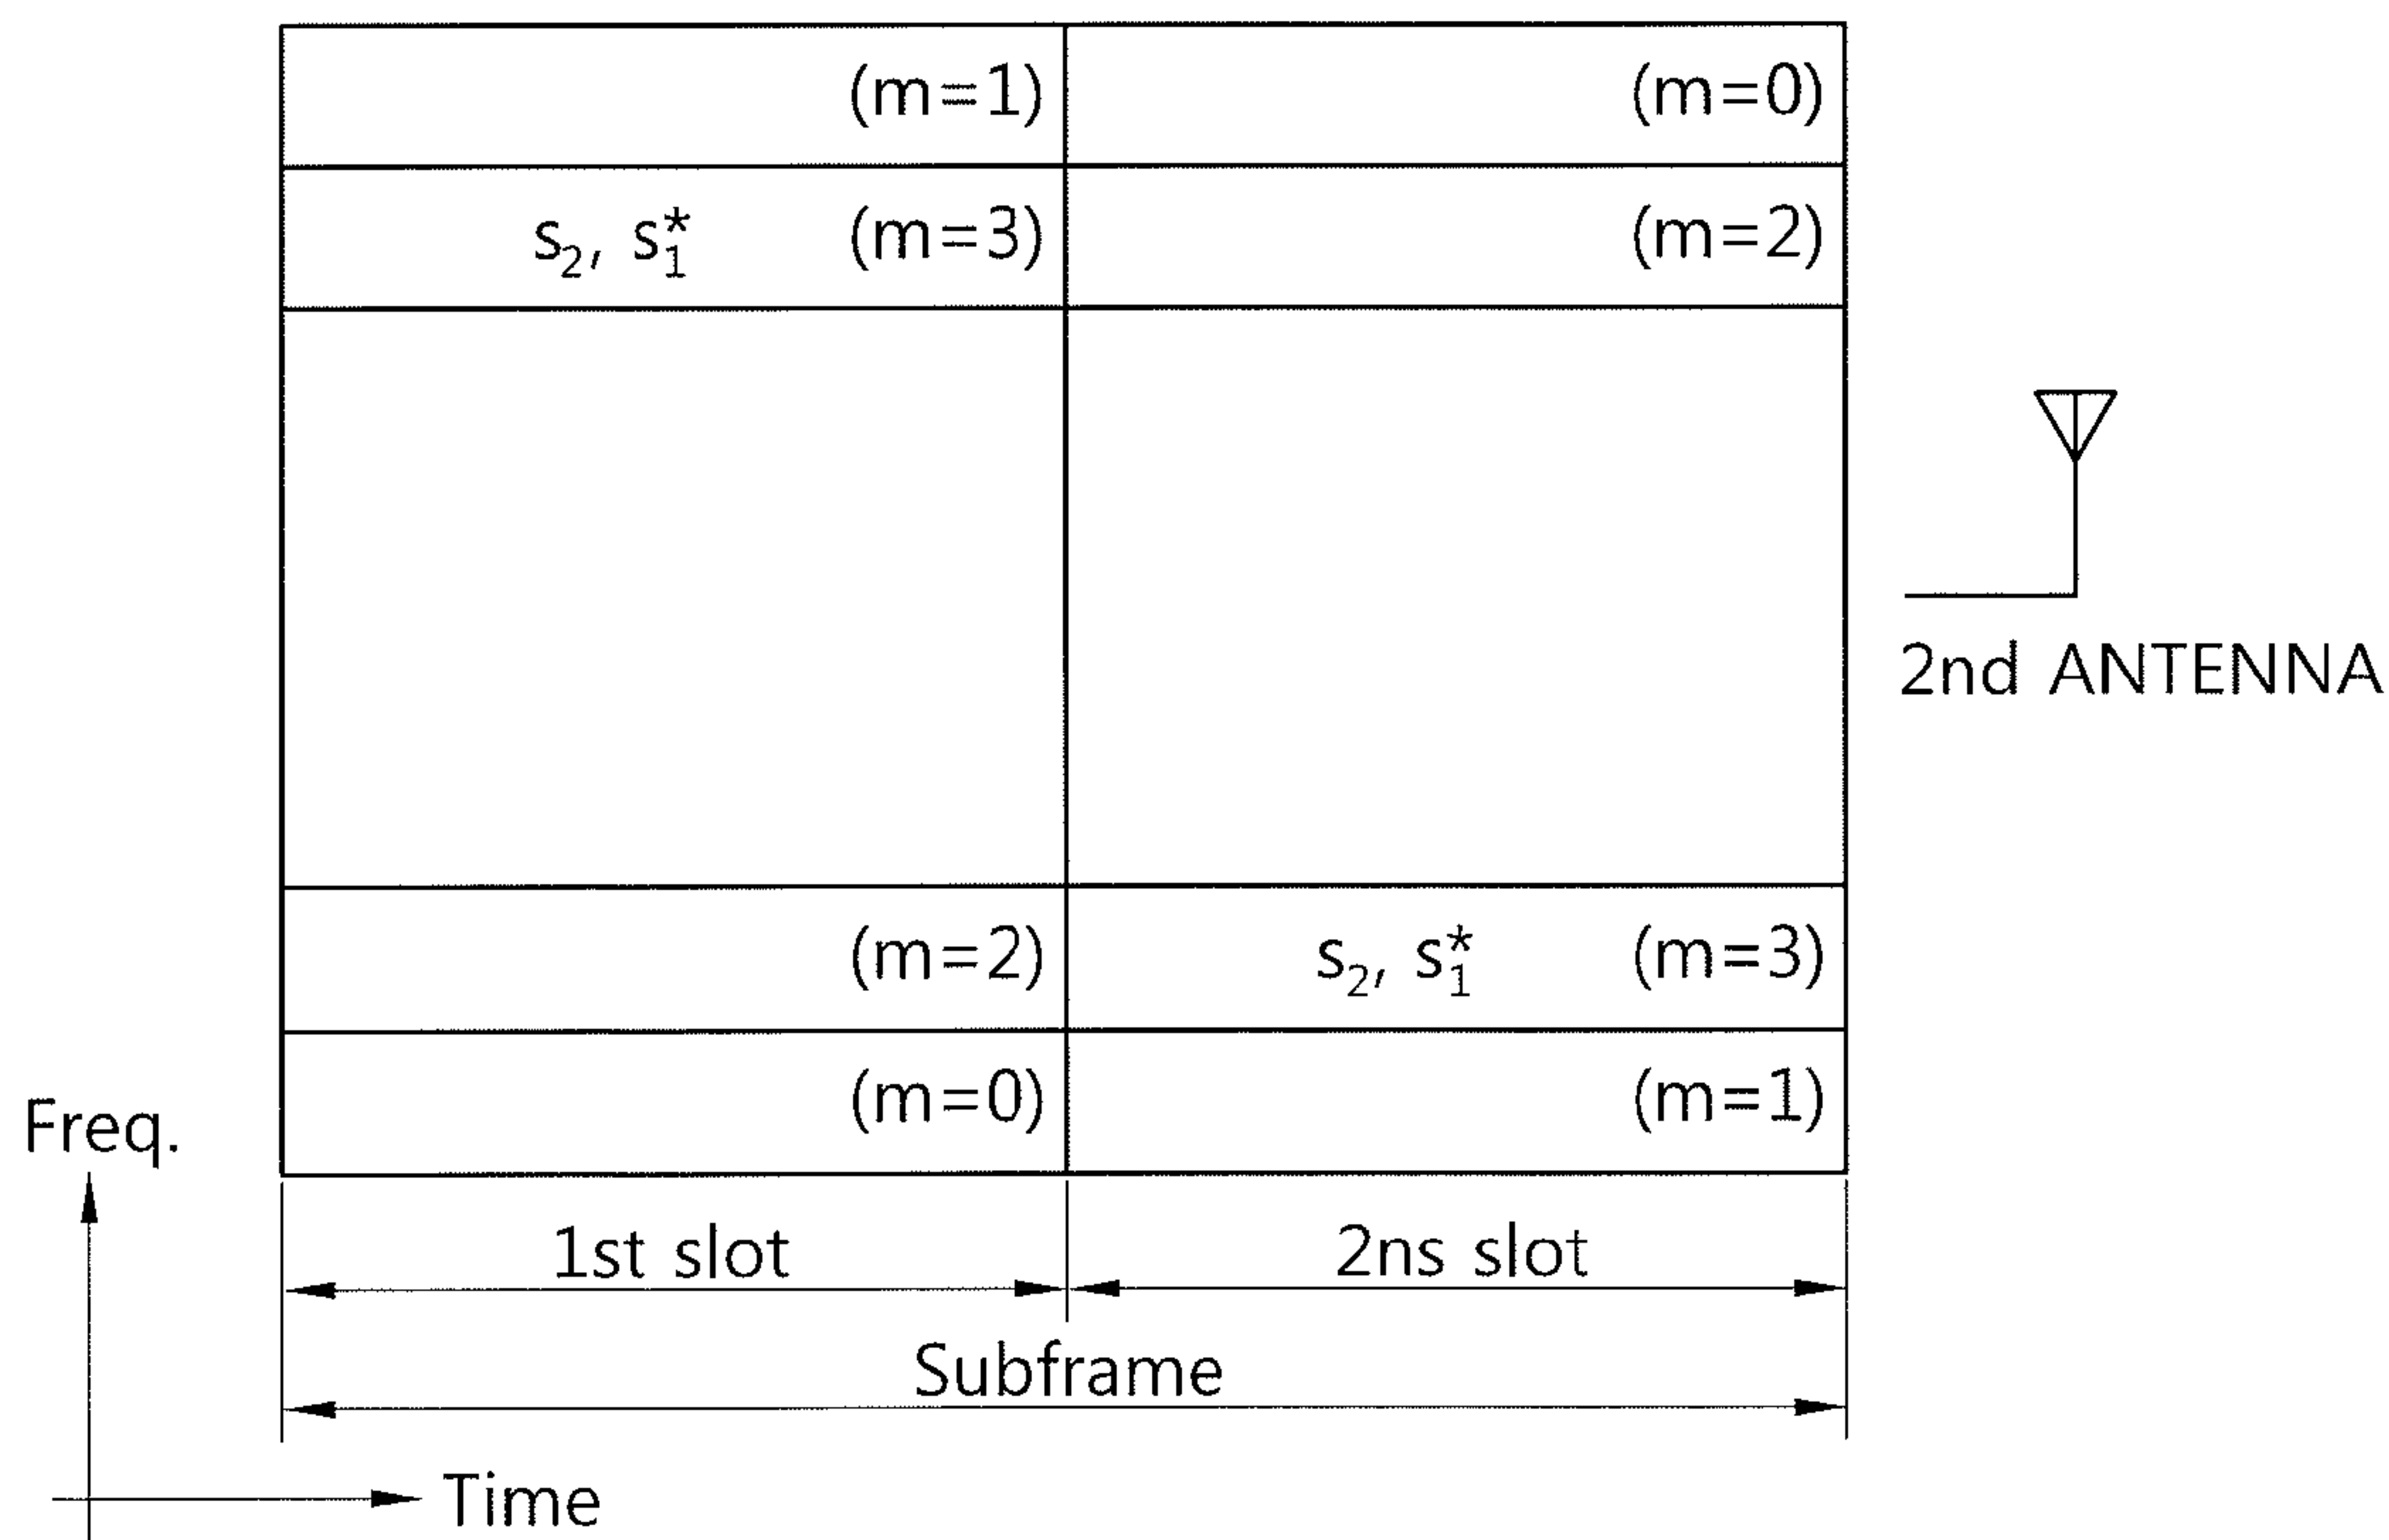 (m=1) (m=0)
s₂, s₁* (m=3) (m=2)
2nd ANTENNA
(m=2) s₂, s₁* (m=3)
(m=0) (m=1)
Freq.
1st slot 2ns slot
Subframe
Time